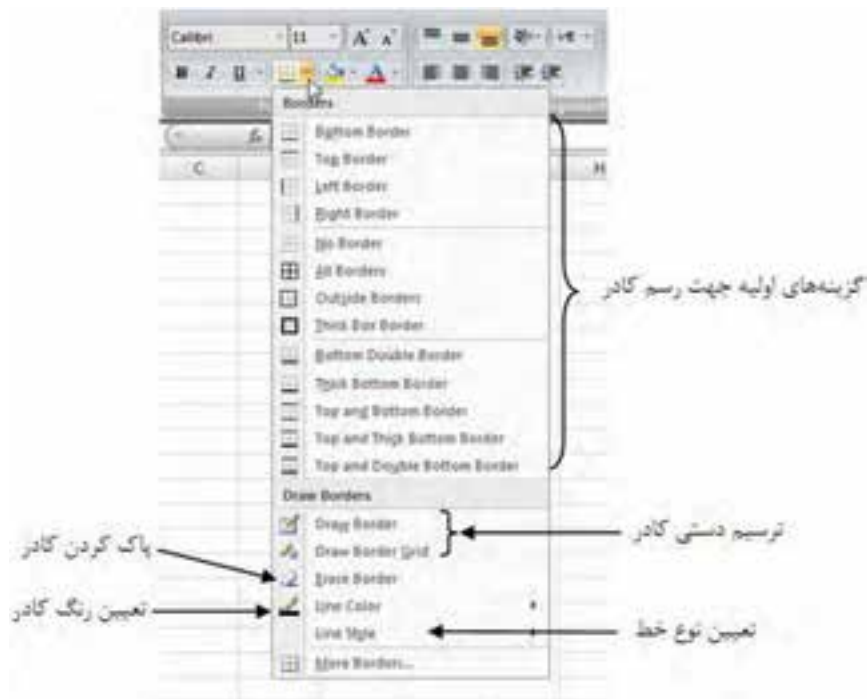 Calibri 11 A A
B I U A
Borders
C H
Bottom Border
Top Border
Left Border
Right Border
No Border
All Borders
Outside Borders
Thick Box Border
Bottom Double Border
Thick Bottom Border
Top and Bottom Border
Top and Thick Bottom Border
Top and Double Bottom Border
Draw Borders
Draw Border
Draw Border Grid
Erase Border
Line Color
Line Style
More Borders...
گزینه‌های اولیه جهت رسم کادر
ترسیم دستی کادر
پاک کردن کادر
تعیین رنگ کادر
تعیین نوع خط